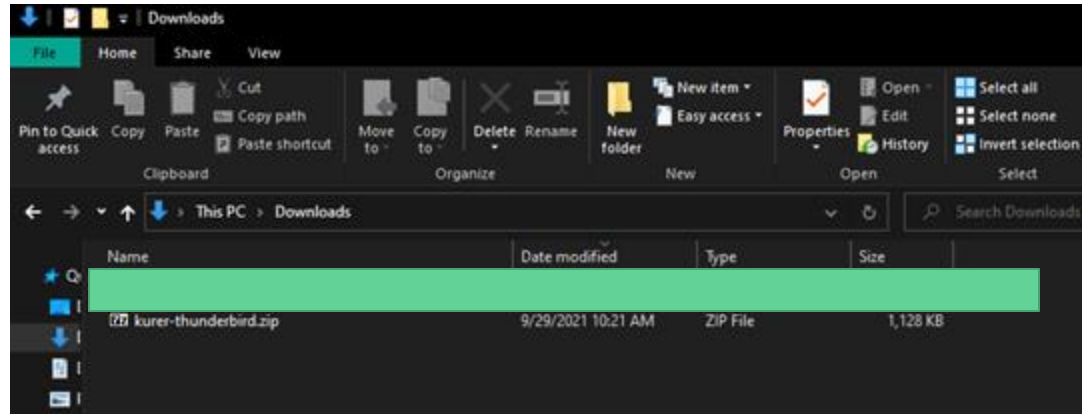 Downloads
File Home Share View
Pin to Quick access
Copy
Paste
Cut
Copy path
Paste shortcut
Clipboard
Move to
Copy to
Delete
Rename
Organize
New folder
New item
Easy access
New
Properties
Open
Edit
History
Open
Select all
Select none
Invert selection
Select
This PC > Downloads
Search Downloads
Name Date modified Type Size
kurer-thunderbird.zip 9/29/2021 10:21 AM ZIP File 1,128 KB